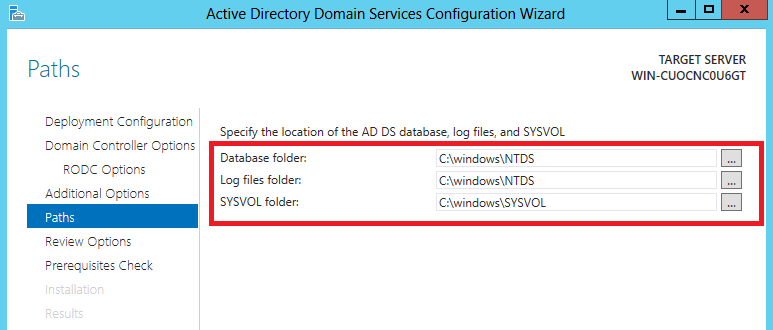 Active Directory Domain Services Configuration Wizard
Paths
TARGET SERVER
WIN-CUOCNC0U6GT
Deployment Configuration
Domain Controller Options
RODC Options
Additional Options
Paths
Review Options
Prerequisites Check
Installation
Results
Specify the location of the AD DS database, log files, and SYSVOL
Database folder: C:\windows\NTDS ...
Log files folder: C:\windows\NTDS ...
SYSVOL folder: C:\windows\SYSVOL ...